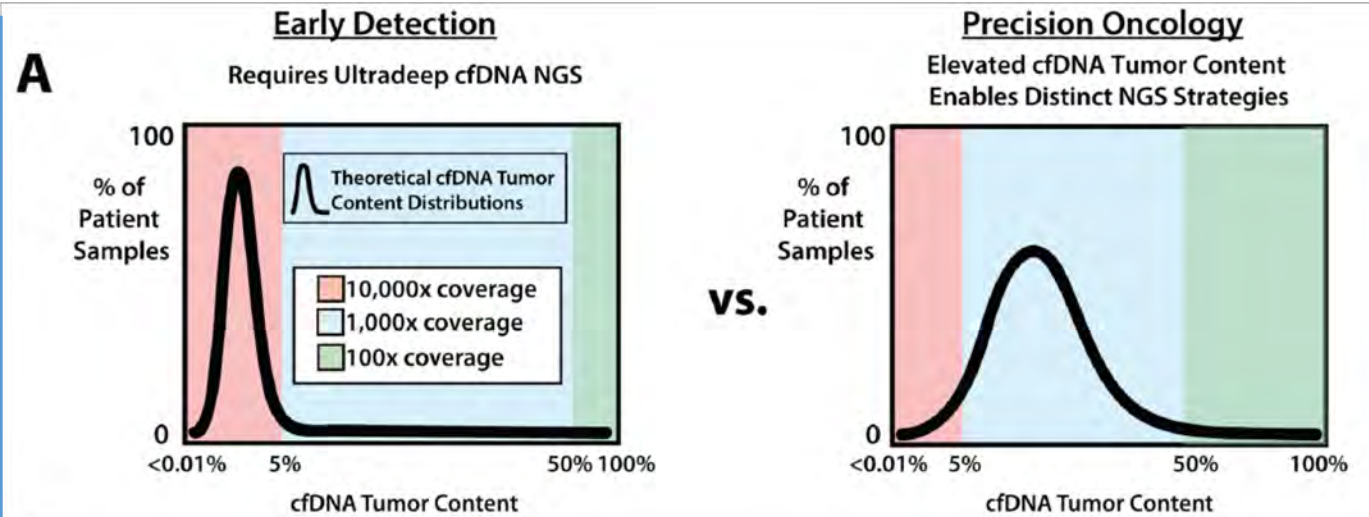 Early Detection
A
Requires Ultradeep cfDNA NGS
100
% of
Patient
Samples
0
Theoretical cfDNA Tumor
Content Distributions
10,000x coverage
1,000x coverage
100x coverage
<0.01%
5%
50%
100%
cfDNA Tumor Content
vs.
Precision Oncology
Elevated cfDNA Tumor Content
Enables Distinct NGS Strategies
100
% of
Patient
Samples
0
<0.01%
5%
50%
100%
cfDNA Tumor Content